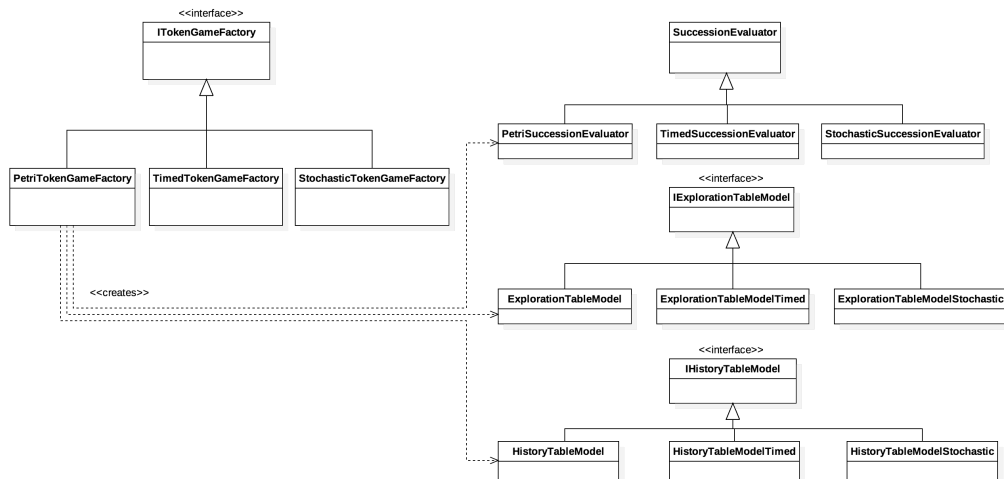 <<interface>>
ITokenGameFactory
SuccessionEvaluator
PetriSuccessionEvaluator
TimedSuccessionEvaluator
StochasticSuccessionEvaluator
PetriTokenGameFactory
TimedTokenGameFactory
StochasticTokenGameFactory
<<interface>>
IExplorationTableModel
<<creates>>
ExplorationTableModel
ExplorationTableModelTimed
ExplorationTableModelStochastic
<<interface>>
IHistoryTableModel
HistoryTableModel
HistoryTableModelTimed
HistoryTableModelStochastic